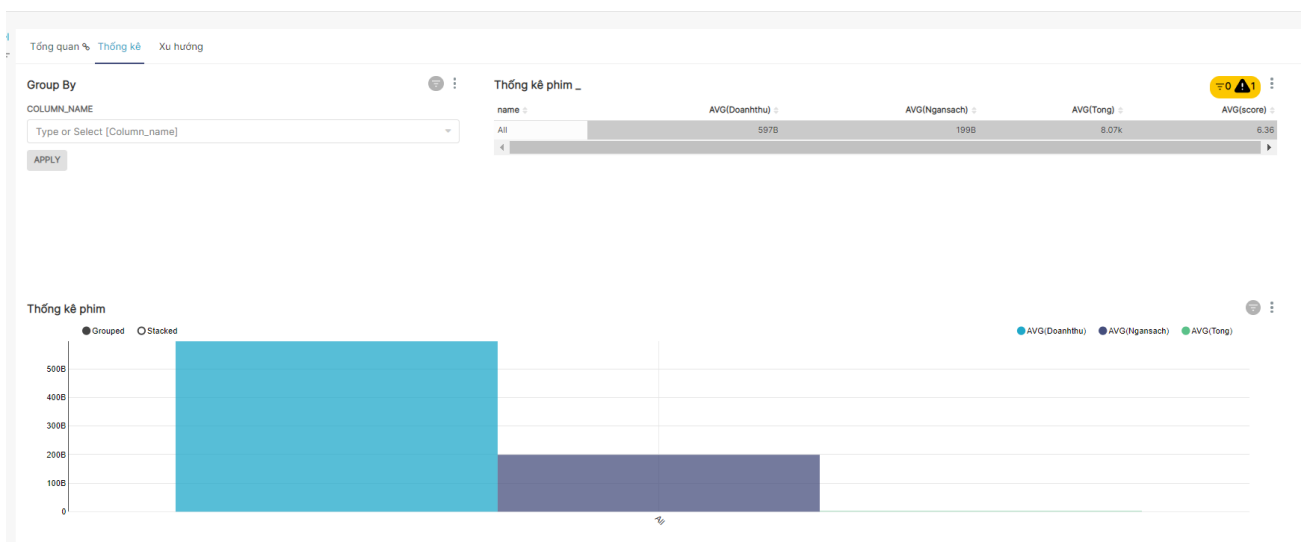 Tổng quan Thống kê Xu hướng
Group By
COLUMN_NAME
Type or Select [Column_name]
APPLY
Thống kê phim _
0 1
name AVG(Doanhthu) AVG(Ngansach) AVG(Tong) AVG(score)
All 597B 199B 8.07k 6.36
Thống kê phim
Grouped Stacked
AVG(Doanhthu) AVG(Ngansach) AVG(Tong)
500B
400B
300B
200B
100B
0
All